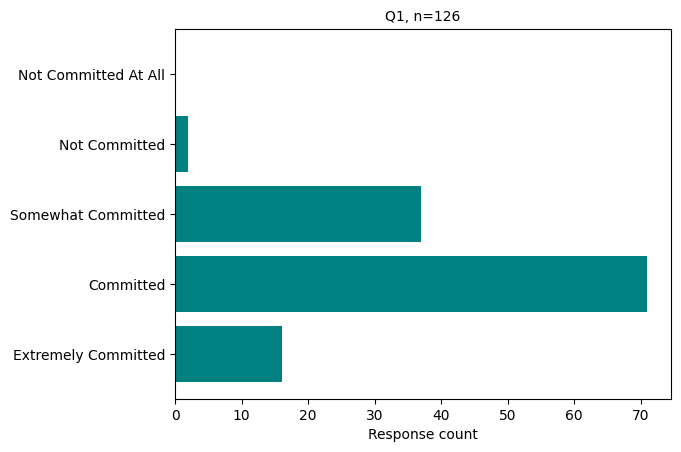 Q1, n=126
Not Committed At All
Not Committed
Somewhat Committed
Committed
Extremely Committed
0 10 20 30 40 50 60 70
Response count